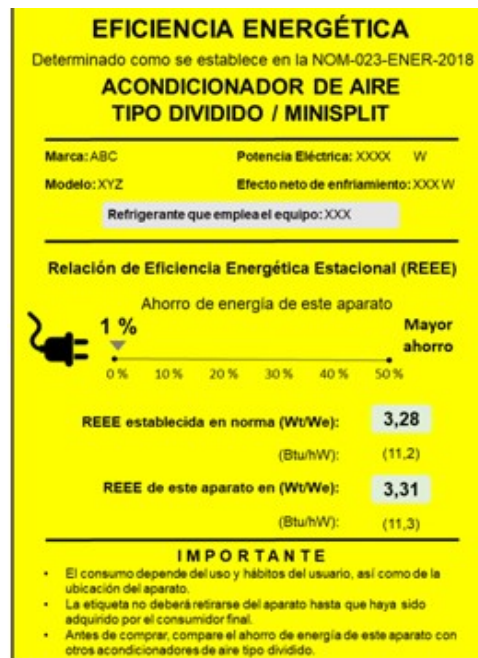 EFICIENCIA ENERGÉTICA
Determinado como se establece en la NOM-023-ENER-2018
ACONDICIONADOR DE AIRE
TIPO DIVIDIDO / MINISPLIT
Marca: ABC Potencia Eléctrica: XXXX W
Modelo: XYZ Efecto neto de enfriamiento: XXX W
Refrigerante que emplea el equipo: XXX
Relación de Eficiencia Energética Estacional (REEE)
Ahorro de energía de este aparato
1 % Mayor
ahorro
0 % 10 % 20 % 30 % 40 % 50 %
REEE establecida en norma (Wt/We): 3,28
(Btu/hW): (11,2)
REEE de este aparato en (Wt/We): 3,31
(Btu/hW): (11,3)
IMPORTANTE
• El consumo depende del uso y hábitos del usuario, así como de la
ubicación del aparato.
• La etiqueta no deberá retirarse del aparato hasta que haya sido
adquirido por el consumidor final.
• Antes de comprar, compare el ahorro de energía de este aparato con
otros acondicionadores de aire tipo dividido.